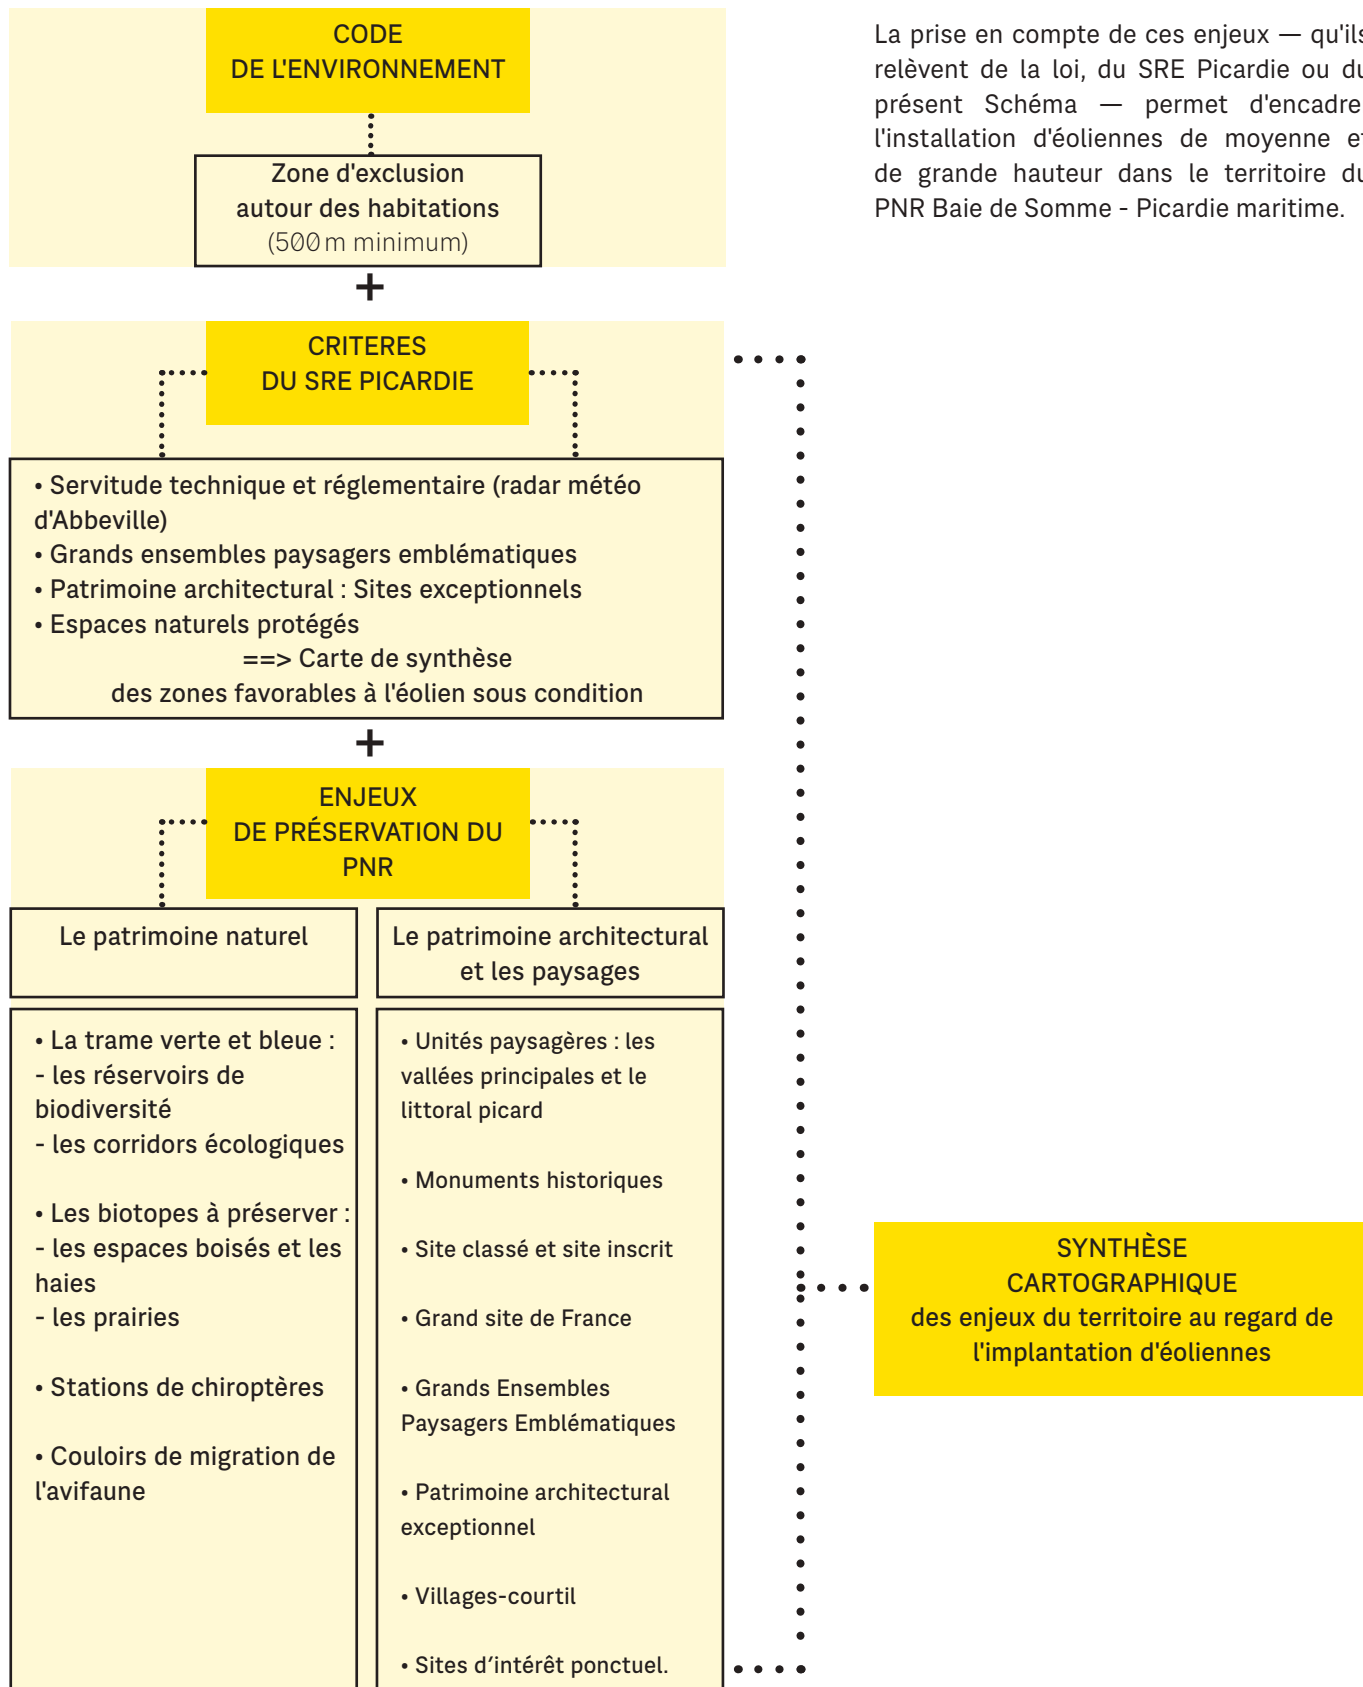 CODE
DE L'ENVIRONNEMENT
Zone d'exclusion
autour des habitations
(500 m minimum)
+
CRITERES
DU SRE PICARDIE
• Servitude technique et réglementaire (radar météo
d'Abbeville)
• Grands ensembles paysagers emblématiques
• Patrimoine architectural : Sites exceptionnels
• Espaces naturels protégés
==> Carte de synthèse
des zones favorables à l'éolien sous condition
+
ENJEUX
DE PRÉSERVATION DU
PNR
Le patrimoine naturel
• La trame verte et bleue :
- les réservoirs de
biodiversité
- les corridors écologiques
• Les biotopes à préserver :
- les espaces boisés et les
haies
- les prairies
• Stations de chiroptères
• Couloirs de migration de
l'avifaune
Le patrimoine architectural
et les paysages
• Unités paysagères : les
vallées principales et le
littoral picard
• Monuments historiques
• Site classé et site inscrit
• Grand site de France
• Grands Ensembles
Paysagers Emblématiques
• Patrimoine architectural
exceptionnel
• Villages-courtil
• Sites d’intérêt ponctuel.
La prise en compte de ces enjeux — qu'ils
relèvent de la loi, du SRE Picardie ou du
présent Schéma — permet d'encadre
l'installation d'éoliennes de moyenne et
de grande hauteur dans le territoire du
PNR Baie de Somme - Picardie maritime.
SYNTHÈSE
CARTOGRAPHIQUE
des enjeux du territoire au regard de
l'implantation d'éoliennes